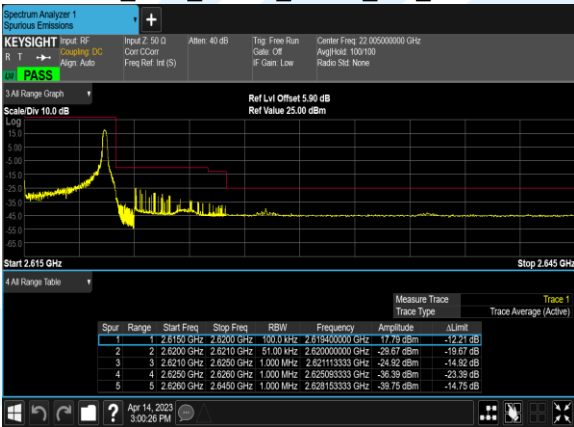 Spectrum Analyzer 1
Spurious Emissions
+
KEYSIGHT Input: RF Input Z: 50 Ω Atten: 40 dB Trig: Free Run Center Freq: 22.005000000 GHz
R T Coupling: DC Corr CCorr Gate: Off Avg|Hold: 100/100
Align: Auto Freq Ref: Int (S) IF Gain: Low Radio Std: None
PASS
3 All Range Graph
Ref Lvl Offset 5.90 dB
Scale/Div 10.0 dB Ref Value 25.00 dBm
Log
15.0
5.00
-5.00
-15.0
-25.0
-35.0
-45.0
-55.0
-65.0
Start 2.615 GHz Stop 2.645 GHz
4 All Range Table
Measure Trace Trace 1
Trace Type Trace Average (Active)
Spur Range Start Freq Stop Freq RBW Frequency Amplitude ΔLimit
1 1 2.6150 GHz 2.6200 GHz 100.0 kHz 2.619400000 GHz 17.79 dBm -12.21 dB
2 2 2.6200 GHz 2.6210 GHz 51.00 kHz 2.620000000 GHz -29.67 dBm -19.67 dB
3 3 2.6210 GHz 2.6250 GHz 1.000 MHz 2.621113333 GHz -24.92 dBm -14.92 dB
4 4 2.6250 GHz 2.6260 GHz 1.000 MHz 2.625093333 GHz -36.39 dBm -23.39 dB
5 5 2.6260 GHz 2.6450 GHz 1.000 MHz 2.628153333 GHz -39.75 dBm -14.75 dB
? Apr 14, 2023
3:00:26 PM